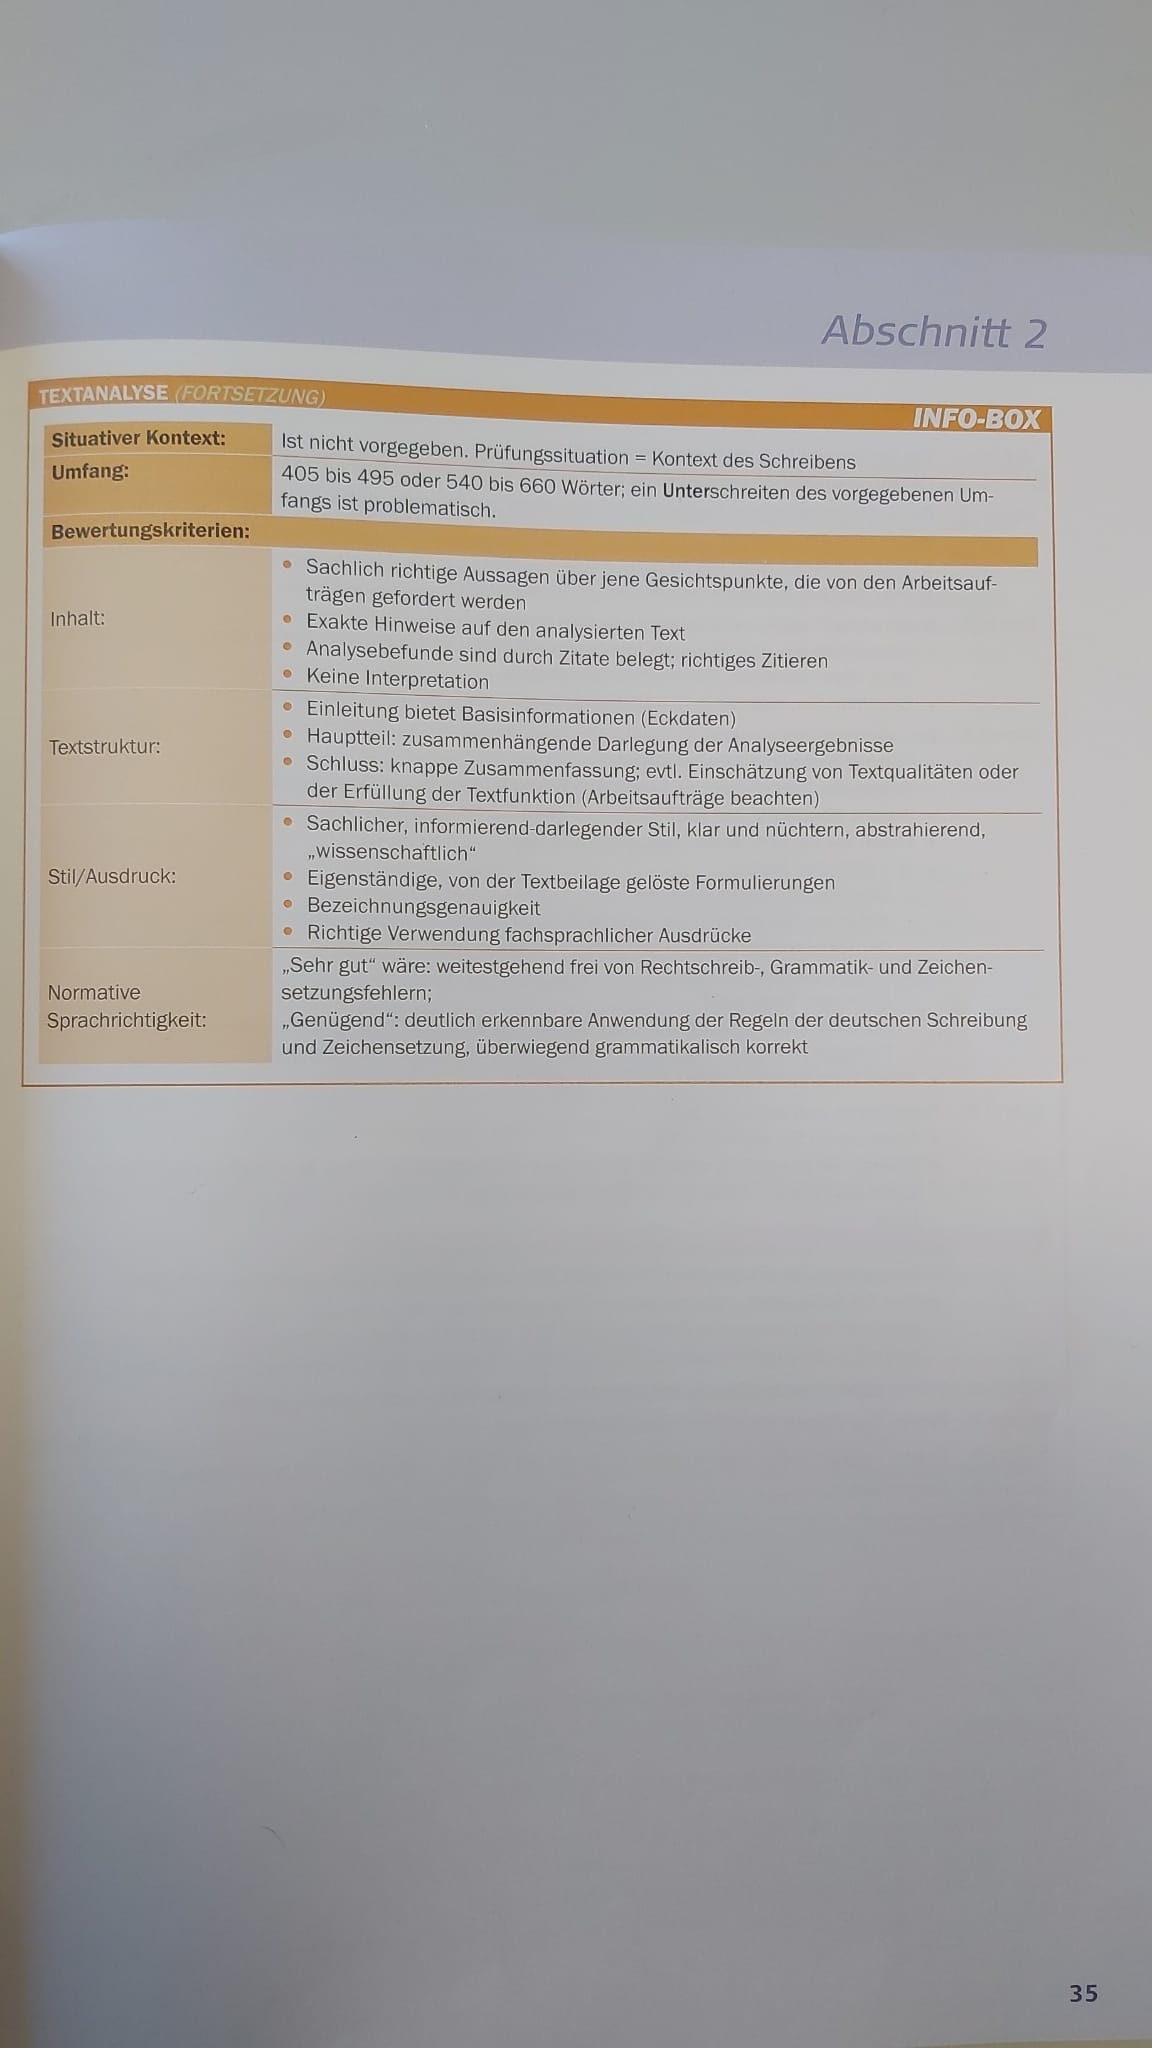 Abschnitt 2
TEXTANALYSE (FORTSETZUNG)
INFO-BOX
Situativer Kontext:
Ist nicht vorgegeben. Prüfungssituation = Kontext des Schreibens
Umfang:
405 bis 495 oder 540 bis 660 Wörter; ein Unterschreiten des vorgegebenen Um-
fangs ist problematisch.
Bewertungskriterien:
Inhalt:
• Sachlich richtige Aussagen über jene Gesichtspunkte, die von den Arbeitsauf-
trägen gefordert werden
• Exakte Hinweise auf den analysierten Text
• Analysebefunde sind durch Zitate belegt; richtiges Zitieren
• Keine Interpretation
Textstruktur:
• Einleitung bietet Basisinformationen (Eckdaten)
• Hauptteil: zusammenhängende Darlegung der Analyseergebnisse
• Schluss: knappe Zusammenfassung; evtl. Einschätzung von Textqualitäten oder
der Erfüllung der Textfunktion (Arbeitsaufträge beachten)
Stil/Ausdruck:
• Sachlicher, informierend-darlegender Stil, klar und nüchtern, abstrahierend,
„wissenschaftlich“
• Eigenständige, von der Textbeilage gelöste Formulierungen
• Bezeichnungsgenauigkeit
• Richtige Verwendung fachsprachlicher Ausdrücke
Normative
Sprachrichtigkeit:
„Sehr gut“ wäre: weitestgehend frei von Rechtschreib-, Grammatik- und Zeichen-
setzungsfehlern;
„Genügend“: deutlich erkennbare Anwendung der Regeln der deutschen Schreibung
und Zeichensetzung, überwiegend grammatikalisch korrekt
35